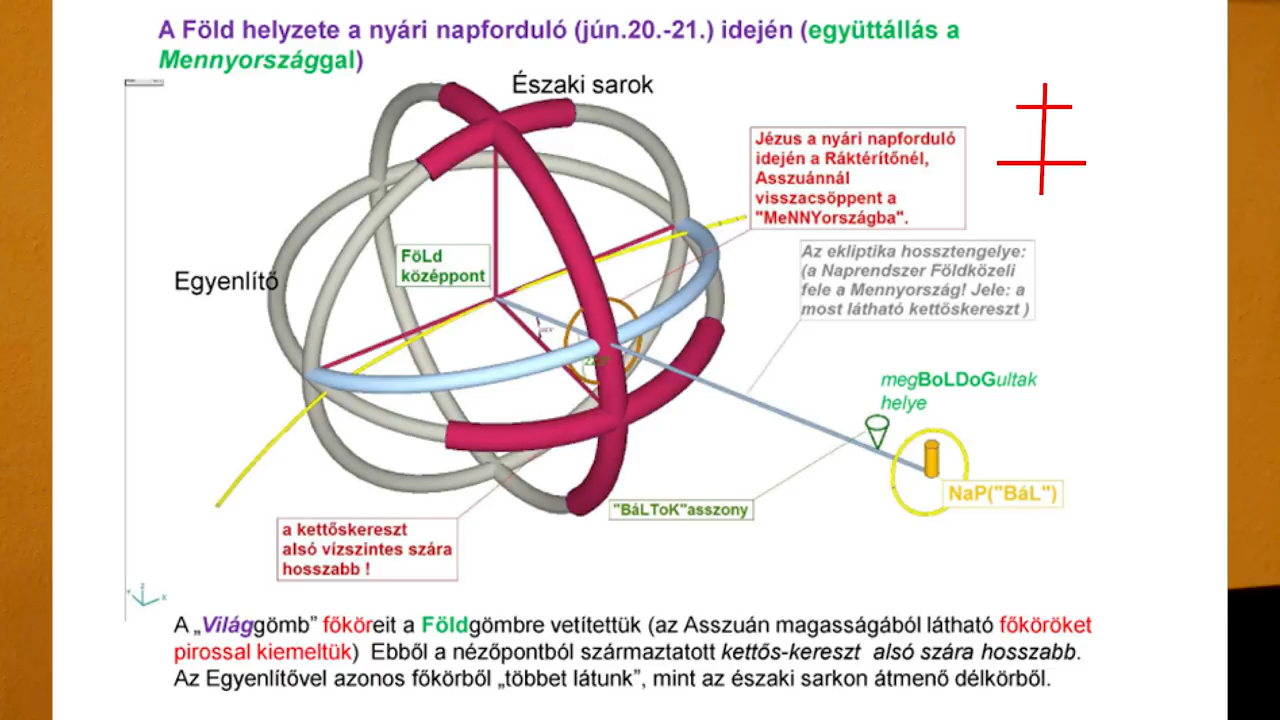 A Föld helyzete a nyári napforduló (jún.20.-21.) idején (együttállás a
Mennyországgal)
Északi sarok
Jézus a nyári napforduló
idején a Ráktérítőnél,
Asszuánnál
visszacsöppent a
"MeNNYországba".
FöLd
középpont
Az ekliptika hossztengelye:
(a Naprendszer Földközeli
fele a Mennyország! Jele: a
most látható kettőskereszt )
Egyenlítő
megBoLDoGultak
helye
NaP("BáL")
"BáLToK"asszony
a kettőskereszt
alsó vízszintes szára
hosszabb !
A „Világgömb” főköreit a Földgömbre vetítettük (az Asszuán magasságából látható főköröket
pirossal kiemeltük) Ebből a nézőpontból származtatott kettős-kereszt alsó szára hosszabb.
Az Egyenlítővel azonos főkörből „többet látunk”, mint az északi sarkon átmenő délkörből.